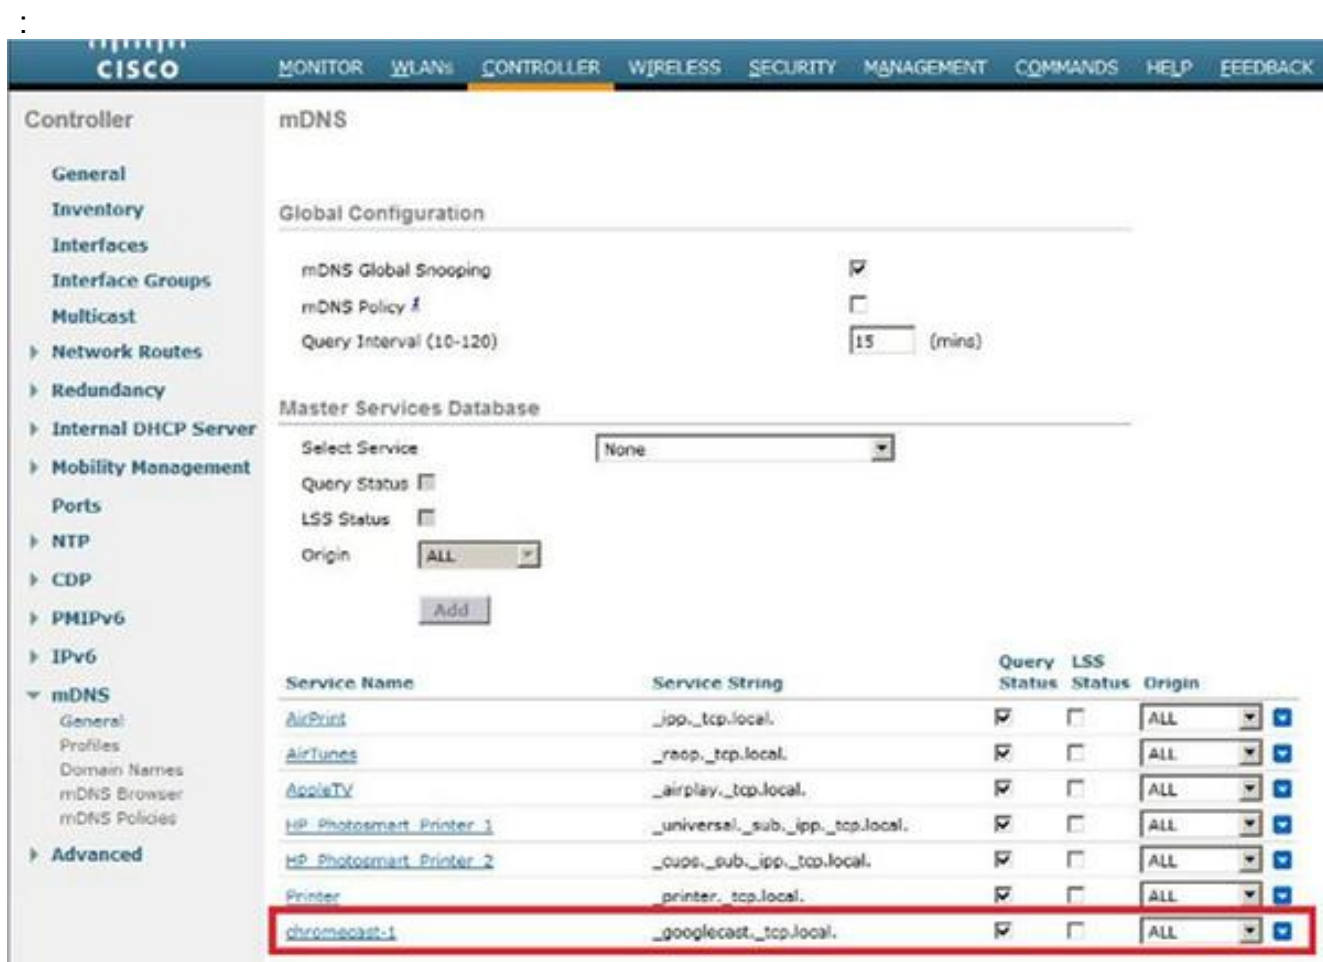 :
CISCO
MONITOR WLANs CONTROLLER WIRELESS SECURITY MANAGEMENT COMMANDS HELP FEEDBACK
Controller
General
Inventory
Interfaces
Interface Groups
Multicast
Network Routes
Redundancy
Internal DHCP Server
Mobility Management
Ports
NTP
CDP
PMIPv6
IPv6
mDNS
General
Profiles
Domain Names
mDNS Browser
mDNS Policies
Advanced
mDNS
Global Configuration
mDNS Global Snooping
mDNS Policy 1
Query Interval (10-120) 15 (mins)
Master Services Database
Select Service None
Query Status
LSS Status
Origin ALL
Add
Service Name Service String Query Status LSS Status Origin
AirPrint _ipp._tcp.local. ALL
AirTunes _raop._tcp.local. ALL
AppleTV _airplay._tcp.local. ALL
HP Photosmart Printer 1 _universal._sub._ipp._tcp.local. ALL
HP Photosmart Printer 2 _cups._sub._ipp._tcp.local. ALL
Printer _printer._tcp.local. ALL
chromecast-1 _googlecast._tcp.local. ALL